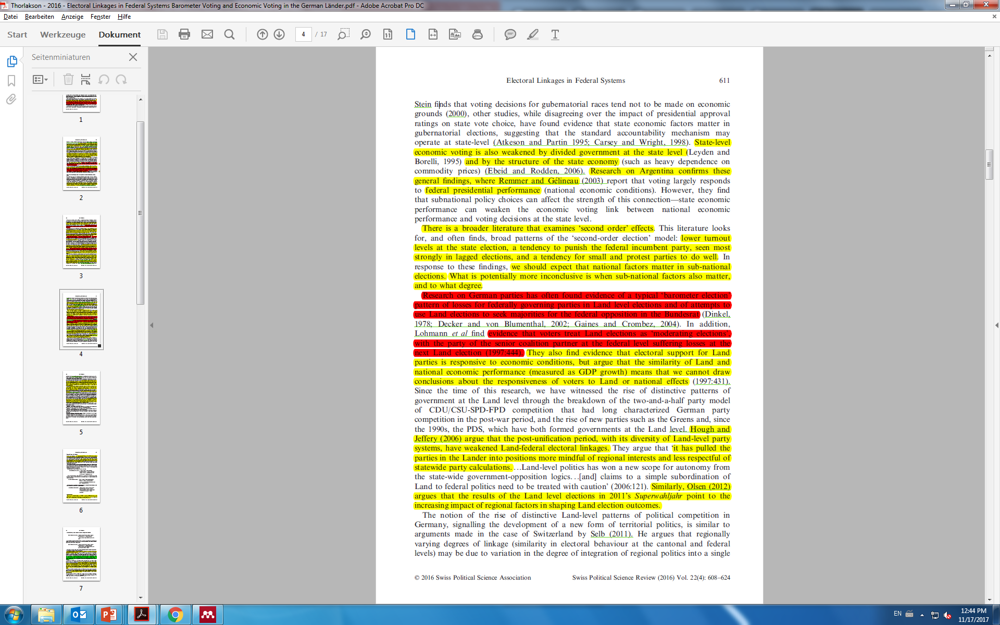 Thorlakson - 2016 - Electoral Linkages in Federal Systems Barometer Voting and Economic Voting in the German Länder.pdf - Adobe Acrobat Pro DC
Datei Bearbeiten Anzeige Fenster Hilfe
Start Werkzeuge Dokument
4 / 17
Seitenminiaturen
1
2
3
4
5
6
7
Electoral Linkages in Federal Systems 611
Stein finds that voting decisions for gubernatorial races tend not to be made on economic
grounds (2000), other studies, while disagreeing over the impact of presidential approval
ratings on state vote choice, have found evidence that state economic factors matter in
gubernatorial elections, suggesting that the standard accountability mechanism may
operate at state-level (Atkeson and Partin 1995; Carsey and Wright, 1998). State-level
economic voting is also weakened by divided government at the state level (Leyden and
Borelli, 1995) and by the structure of the state economy (such as heavy dependence on
commodity prices) (Ebeid and Rodden, 2006). Research on Argentina confirms these
general findings, where Remmer and Gélineau (2003) report that voting largely responds
to federal presidential performance (national economic conditions). However, they find
that subnational policy choices can affect the strength of this connection—state economic
performance can weaken the economic voting link between national economic
performance and voting decisions at the state level.
There is a broader literature that examines ‘second order’ effects. This literature looks
for, and often finds, broad patterns of the ‘second-order election’ model: lower turnout
levels at the state election, a tendency to punish the federal incumbent party, seen most
strongly in lagged elections, and a tendency for small and protest parties to do well. In
response to these findings, we should expect that national factors matter in sub-national
elections. What is potentially more inconclusive is when sub-national factors also matter,
and to what degree.
Research on German parties has often found evidence of a typical ‘barometer election’
pattern of losses for federally governing parties in Land level elections and of attempts to
use Land elections to seek majorities for the federal opposition in the Bundesrat (Dinkel,
1978; Decker and von Blumenthal, 2002; Gaines and Crombez, 2004). In addition,
Lohmann et al find evidence that voters treat Land elections as ‘moderating elections’,
with the party of the senior coalition partner at the federal level suffering losses at the
next Land election (1997:444). They also find evidence that electoral support for Land
parties is responsive to economic conditions, but argue that the similarity of Land and
national economic performance (measured as GDP growth) means that we cannot draw
conclusions about the responsiveness of voters to Land or national effects (1997:431).
Since the time of this research, we have witnessed the rise of distinctive patterns of
government at the Land level through the breakdown of the two-and-a-half party model
of CDU/CSU-SPD-FPD competition that had long characterized German party
competition in the post-war period, and the rise of new parties such as the Greens and, since
the 1990s, the PDS, which have both formed governments at the Land level. Hough and
Jeffery (2006) argue that the post-unification period, with its diversity of Land-level party
systems, have weakened Land-federal electoral linkages. They argue that ‘it has pulled the
parties in the Lander into positions more mindful of regional interests and less respectful of
statewide party calculations. …Land-level politics has won a new scope for autonomy from
the state-wide government-opposition logics…[and] claims to a simple subordination of
Land to federal politics need to be treated with caution’ (2006:121). Similarly, Olsen (2012)
argues that the results of the Land level elections in 2011’s Superwahljahr point to the
increasing impact of regional factors in shaping Land election outcomes.
The notion of the rise of distinctive Land-level patterns of political competition in
Germany, signalling the development of a new form of territorial politics, is similar to
arguments made in the case of Switzerland by Selb (2011). He argues that regionally
varying degrees of linkage (similarity in electoral behaviour at the cantonal and federal
levels) may be due to variation in the degree of integration of regional politics into a single
© 2016 Swiss Political Science Association Swiss Political Science Review (2016) Vol. 22(4): 608–624
EN
12:44 PM
11/17/2017